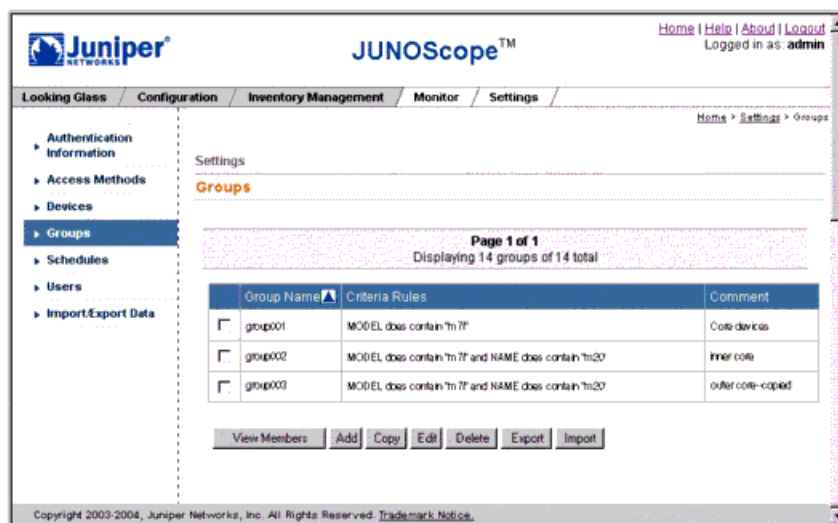 Juniper®
NETWORKS
JUNOScope™
Home | Help | About | Logout
Logged in as: admin
Looking Glass / Configuration / Inventory Management / Monitor / Settings /
Home > Settings > Groups
Authentication Information
Access Methods
Devices
Groups
Schedules
Users
Import/Export Data
Settings
Groups
Page 1 of 1
Displaying 14 groups of 14 total
Group Name Criteria Rules Comment
group001 MODEL does contain "m7i" Core devices
group002 MODEL does contain "m7i" and NAME does contain "m20" inner core
group003 MODEL does contain "m7i" and NAME does contain "m20" outer core-copied
View Members Add Copy Edit Delete Export Import
Copyright 2003-2004, Juniper Networks, Inc. All Rights Reserved. Trademark Notice.